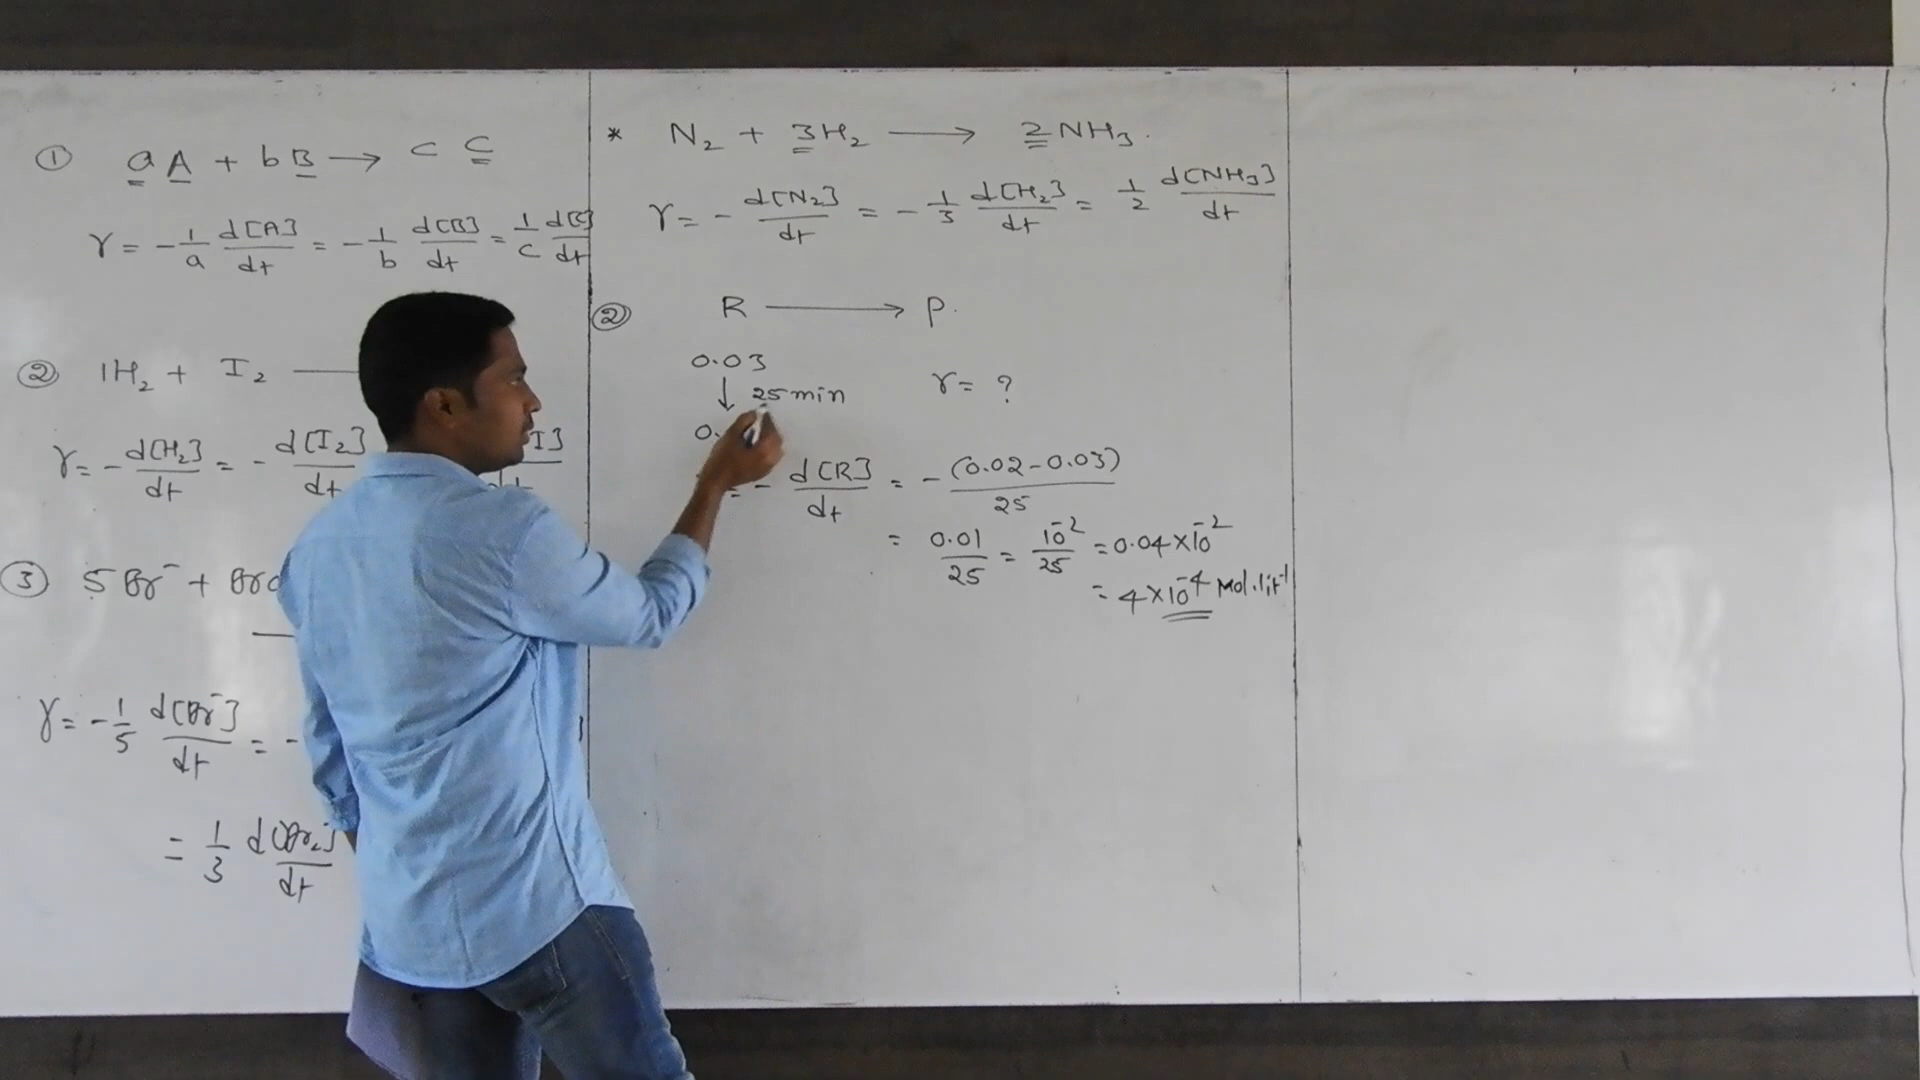 ① aA + bB → c C
r = -1/a d[A]/dt = -1/b d[B]/dt = 1/c d[C]/dt
② 1H₂ + I₂
r = - d[H₂]/dt = - d[I₂]/dt I]
③ 5Br⁻ + Br
r = -1/5 d[Br⁻]/dt = -
= 1/3 d[Br₂]/dt
* N₂ + 3H₂ → 2NH₃.
r = - d[N₂]/dt = -1/3 d[H₂]/dt = 1/2 d[NH₃]/dt
② R → P.
0.03
↓ 25 min r = ?
0.
= - d[R]/dt = -(0.02-0.03)/25
= 0.01/25 = 10⁻²/25 = 0.04×10⁻²
= 4×10⁻⁴ Mol.lit⁻¹